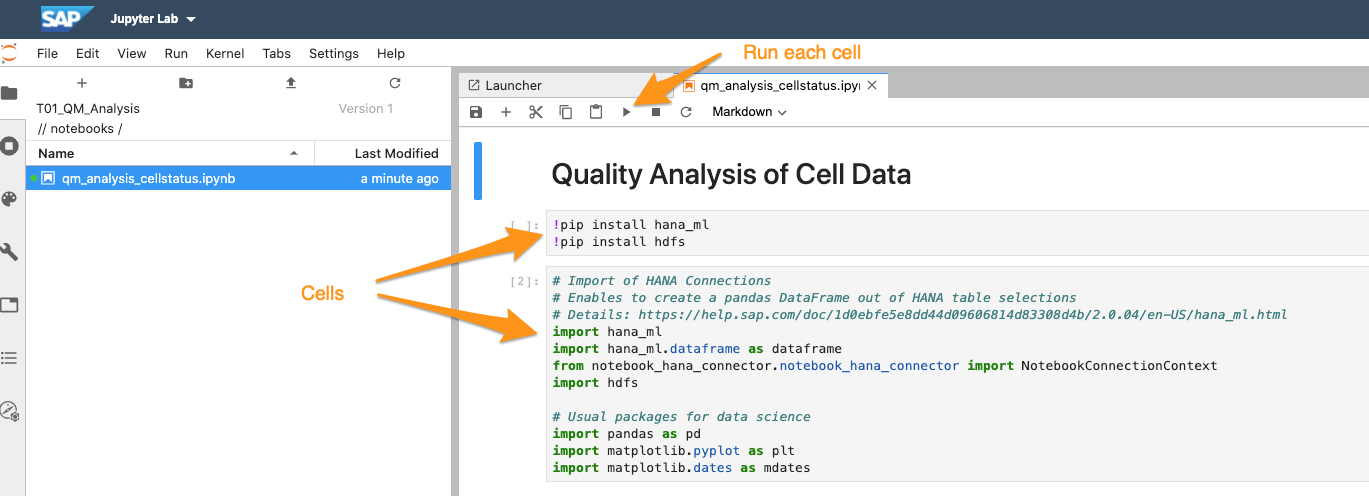 SAP Jupyter Lab
File Edit View Run Kernel Tabs Settings Help
Run each cell
Launcher
qm_analysis_cellstatus.ipyr
T01_QM_Analysis Version 1
// notebooks /
Markdown
Name Last Modified
qm_analysis_cellstatus.ipynb a minute ago
Quality Analysis of Cell Data
[ ]: !pip install hana_ml
!pip install hdfs
Cells
[2]: # Import of HANA Connections
# Enables to create a pandas DataFrame out of HANA table selections
# Details: https://help.sap.com/doc/1d0ebfe5e8dd44d09606814d83308d4b/2.0.04/en-US/hana_ml.html
import hana_ml
import hana_ml.dataframe as dataframe
from notebook_hana_connector.notebook_hana_connector import NotebookConnectionContext
import hdfs
# Usual packages for data science
import pandas as pd
import matplotlib.pyplot as plt
import matplotlib.dates as mdates